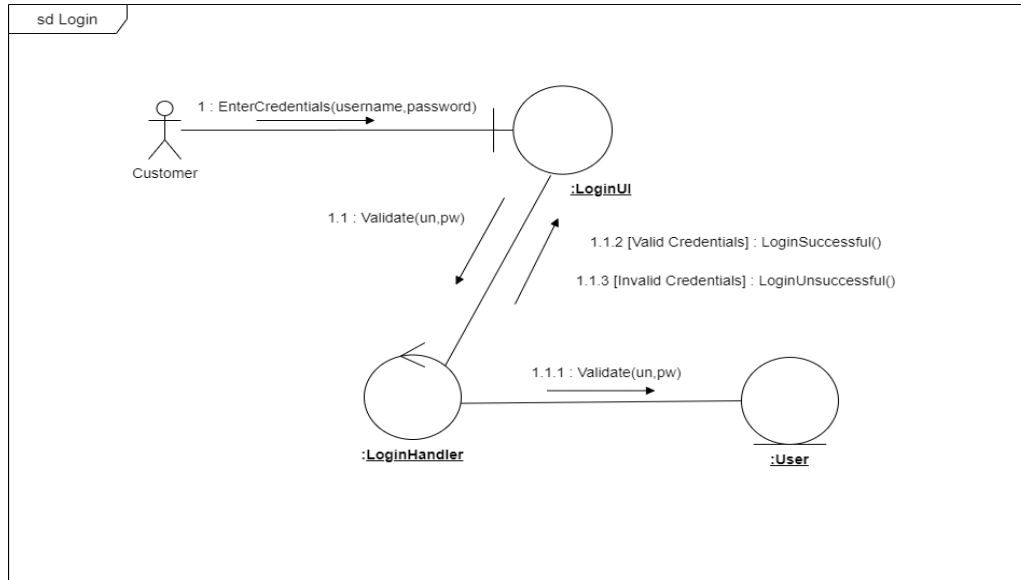 sd Login
1 : EnterCredentials(username,password)
Customer
:LoginUI
1.1 : Validate(un,pw)
1.1.2 [Valid Credentials] : LoginSuccessful()
1.1.3 [Invalid Credentials] : LoginUnsuccessful()
1.1.1 : Validate(un,pw)
:LoginHandler
:User